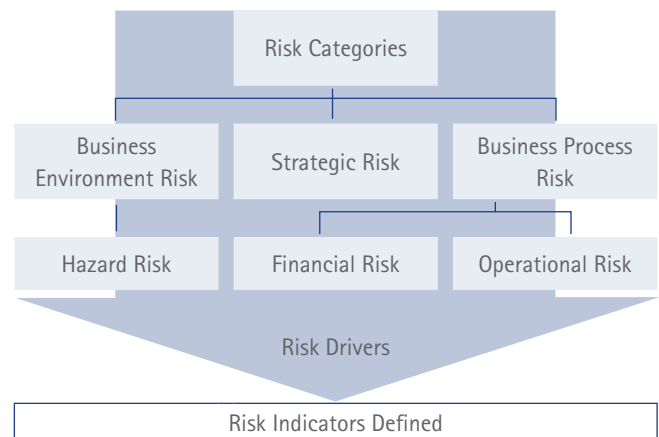 Risk Categories
Business
Environment Risk
Strategic Risk
Business Process
Risk
Hazard Risk
Financial Risk
Operational Risk
Risk Drivers
Risk Indicators Defined